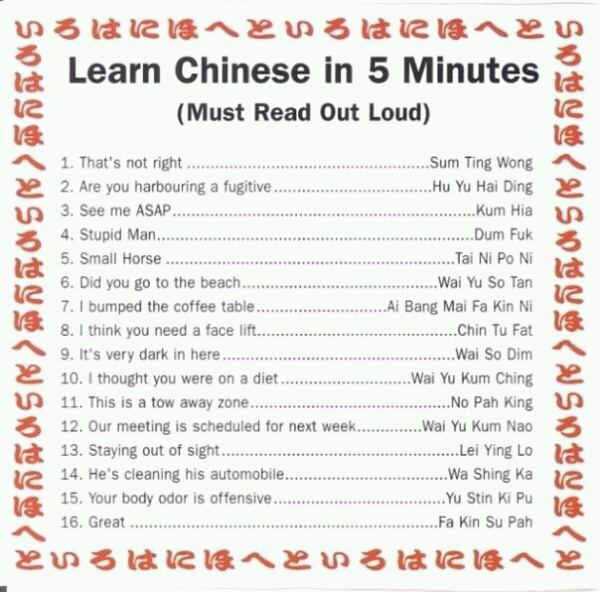 いろはにほへといろはにほへと
Learn Chinese in 5 Minutes
(Must Read Out Loud)
1. That's not right ..........Sum Ting Wong
2. Are you harbouring a fugitive..........Hu Yu Hai Ding
3. See me ASAP..........Kum Hia
4. Stupid Man..........Dum Fuk
5. Small Horse ..........Tai Ni Po Ni
6. Did you go to the beach..........Wai Yu So Tan
7. I bumped the coffee table..........Ai Bang Mai Fa Kin Ni
8. I think you need a face lift..........Chin Tu Fat
9. It's very dark in here..........Wai So Dim
10. I thought you were on a diet..........Wai Yu Kum Ching
11. This is a tow away zone..........No Pah King
12. Our meeting is scheduled for next week..........Wai Yu Kum Nao
13. Staying out of sight..........Lei Ying Lo
14. He's cleaning his automobile..........Wa Shing Ka
15. Your body odor is offensive..........Yu Stin Ki Pu
16. Great ..........Fa Kin Su Pah
といろはにほへといろはにほへと